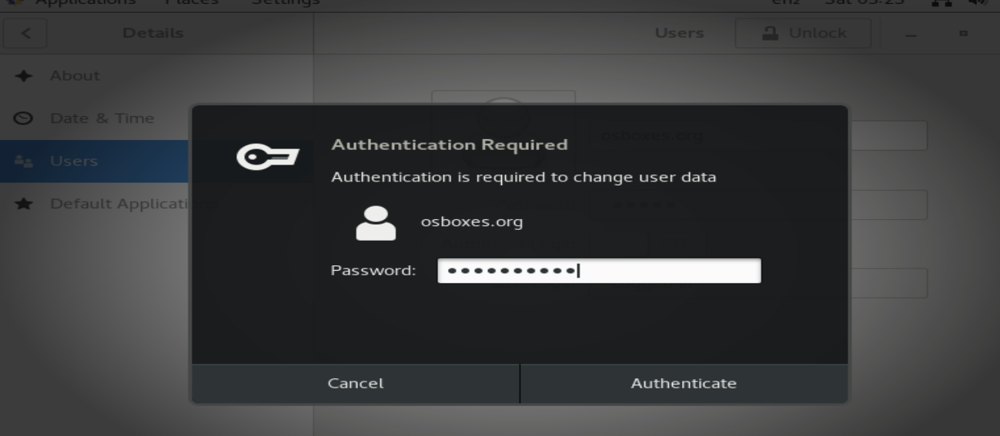 Applications Places Settings en₂ Sat 05:25
Details
Users
Unlock
About
Date & Time
Users
Default Applicati
Authentication Required
Authentication is required to change user data
osboxes.org
osboxes.org
Password:
Cancel
Authenticate